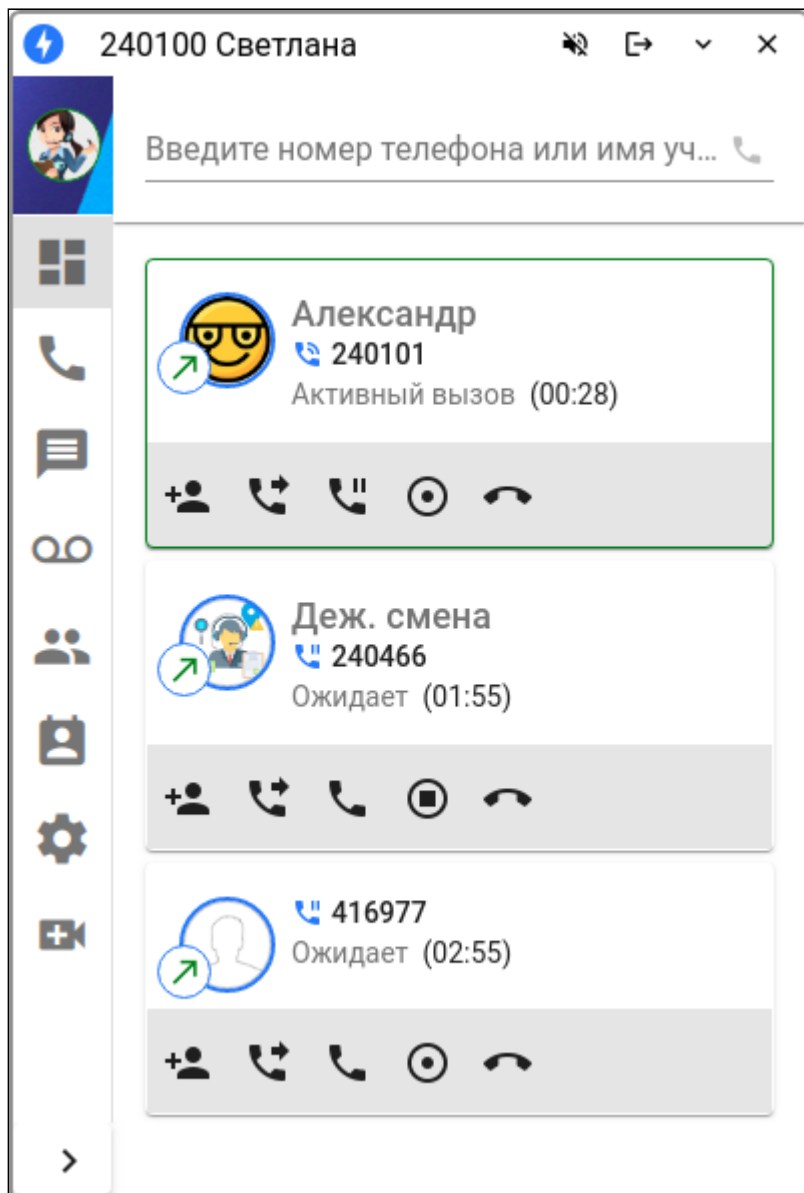 240100 Светлана
Введите номер телефона или имя уч...
Александр
240101
Активный вызов (00:28)
Деж. смена
240466
Ожидает (01:55)
416977
Ожидает (02:55)